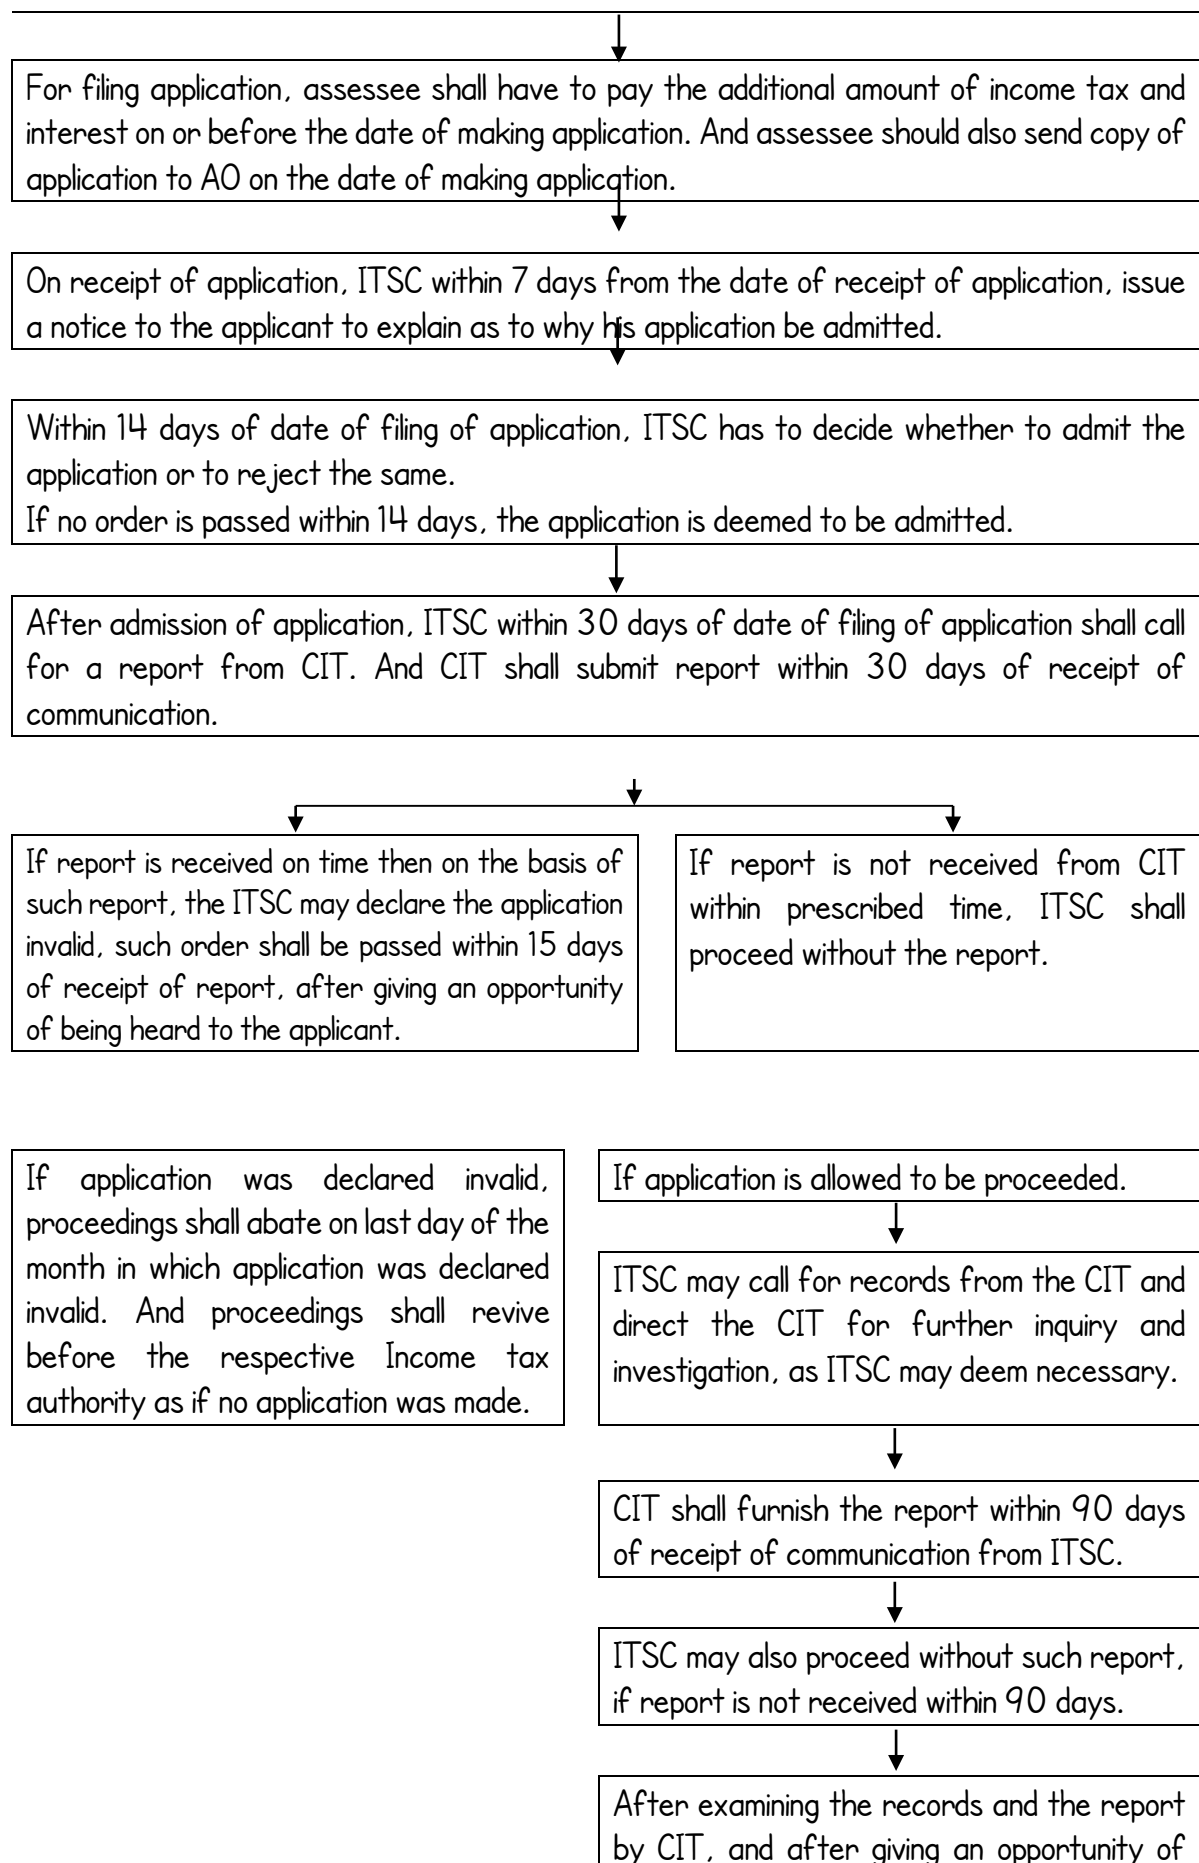 For filing application, assessee shall have to pay the additional amount of income tax and
interest on or before the date of making application. And assessee should also send copy of
application to AO on the date of making application.
On receipt of application, ITSC within 7 days from the date of receipt of application, issue
a notice to the applicant to explain as to why his application be admitted.
Within 14 days of date of filing of application, ITSC has to decide whether to admit the
application or to reject the same.
If no order is passed within 14 days, the application is deemed to be admitted.
After admission of application, ITSC within 30 days of date of filing of application shall call
for a report from CIT. And CIT shall submit report within 30 days of receipt of
communication.
If report is received on time then on the basis of
such report, the ITSC may declare the application
invalid, such order shall be passed within 15 days
of receipt of report, after giving an opportunity
of being heard to the applicant.
If report is not received from CIT
within prescribed time, ITSC shall
proceed without the report.
If application was declared invalid,
proceedings shall abate on last day of the
month in which application was declared
invalid. And proceedings shall revive
before the respective Income tax
authority as if no application was made.
If application is allowed to be proceeded.
ITSC may call for records from the CIT and
direct the CIT for further inquiry and
investigation, as ITSC may deem necessary.
CIT shall furnish the report within 90 days
of receipt of communication from ITSC.
ITSC may also proceed without such report,
if report is not received within 90 days.
After examining the records and the report
by CIT, and after giving an opportunity of